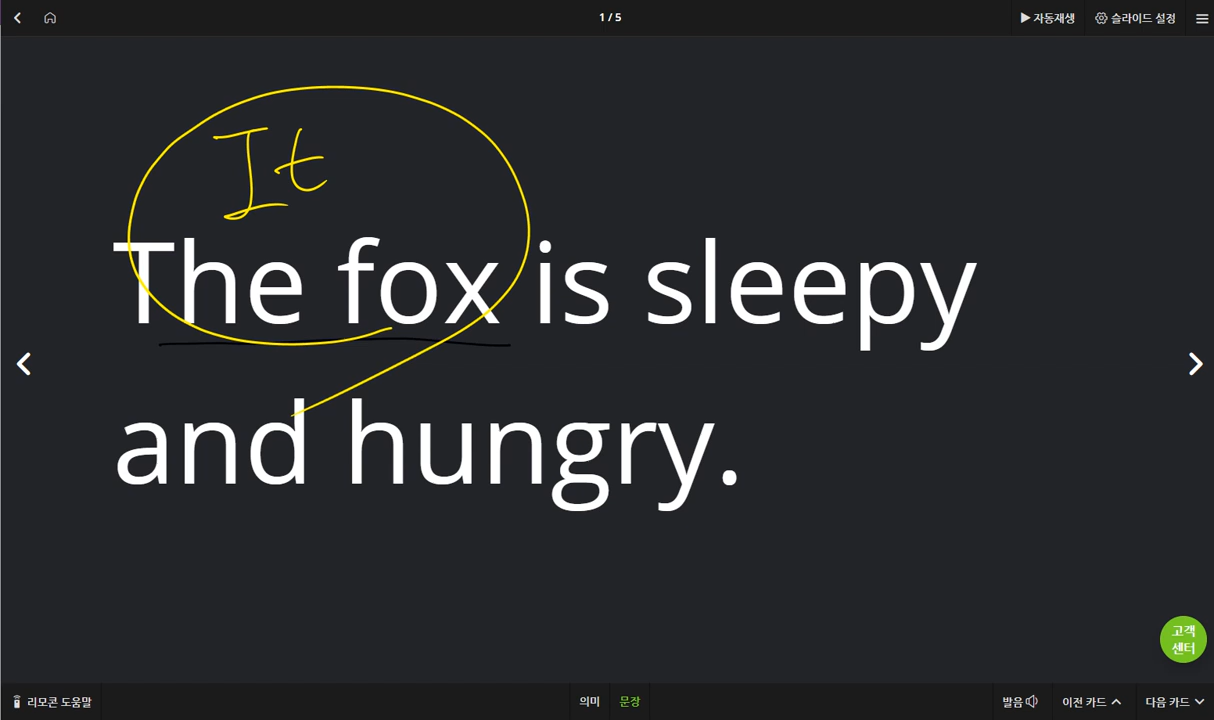 1 / 5
자동재생
슬라이드 설정
It
The fox is sleepy
and hungry.
고객
센터
리모콘 도움말
의미
문장
발음
이전 카드
다음 카드